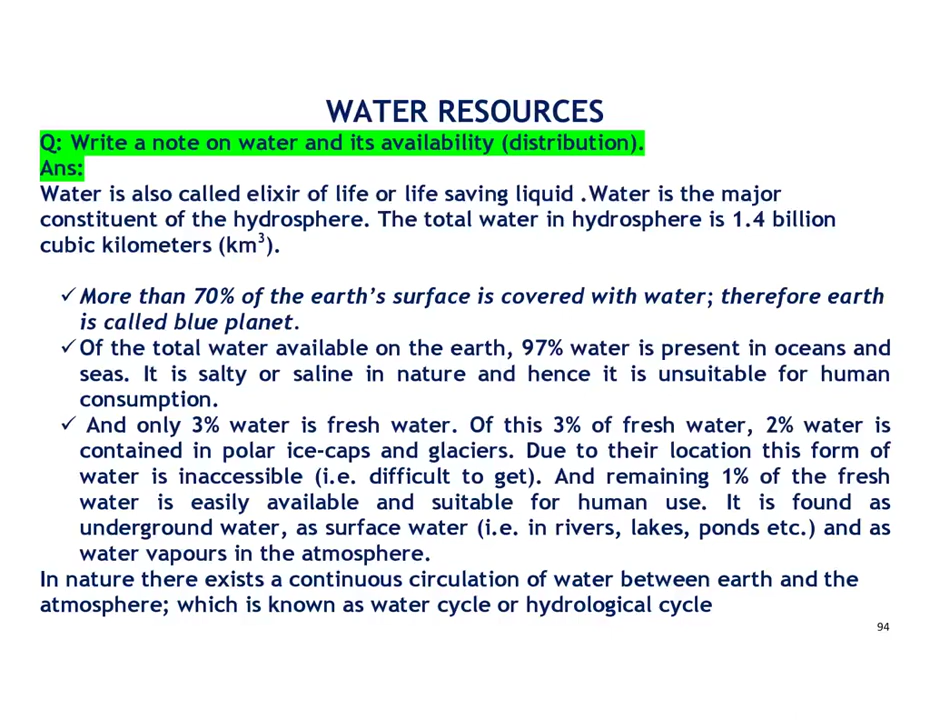 WATER RESOURCES
Q: Write a note on water and its availability (distribution).
Ans:
Water is also called elixir of life or life saving liquid .Water is the major
constituent of the hydrosphere. The total water in hydrosphere is 1.4 billion
cubic kilometers (km³).
✓ More than 70% of the earth’s surface is covered with water; therefore earth
is called blue planet.
✓ Of the total water available on the earth, 97% water is present in oceans and
seas. It is salty or saline in nature and hence it is unsuitable for human
consumption.
✓ And only 3% water is fresh water. Of this 3% of fresh water, 2% water is
contained in polar ice-caps and glaciers. Due to their location this form of
water is inaccessible (i.e. difficult to get). And remaining 1% of the fresh
water is easily available and suitable for human use. It is found as
underground water, as surface water (i.e. in rivers, lakes, ponds etc.) and as
water vapours in the atmosphere.
In nature there exists a continuous circulation of water between earth and the
atmosphere; which is known as water cycle or hydrological cycle
94